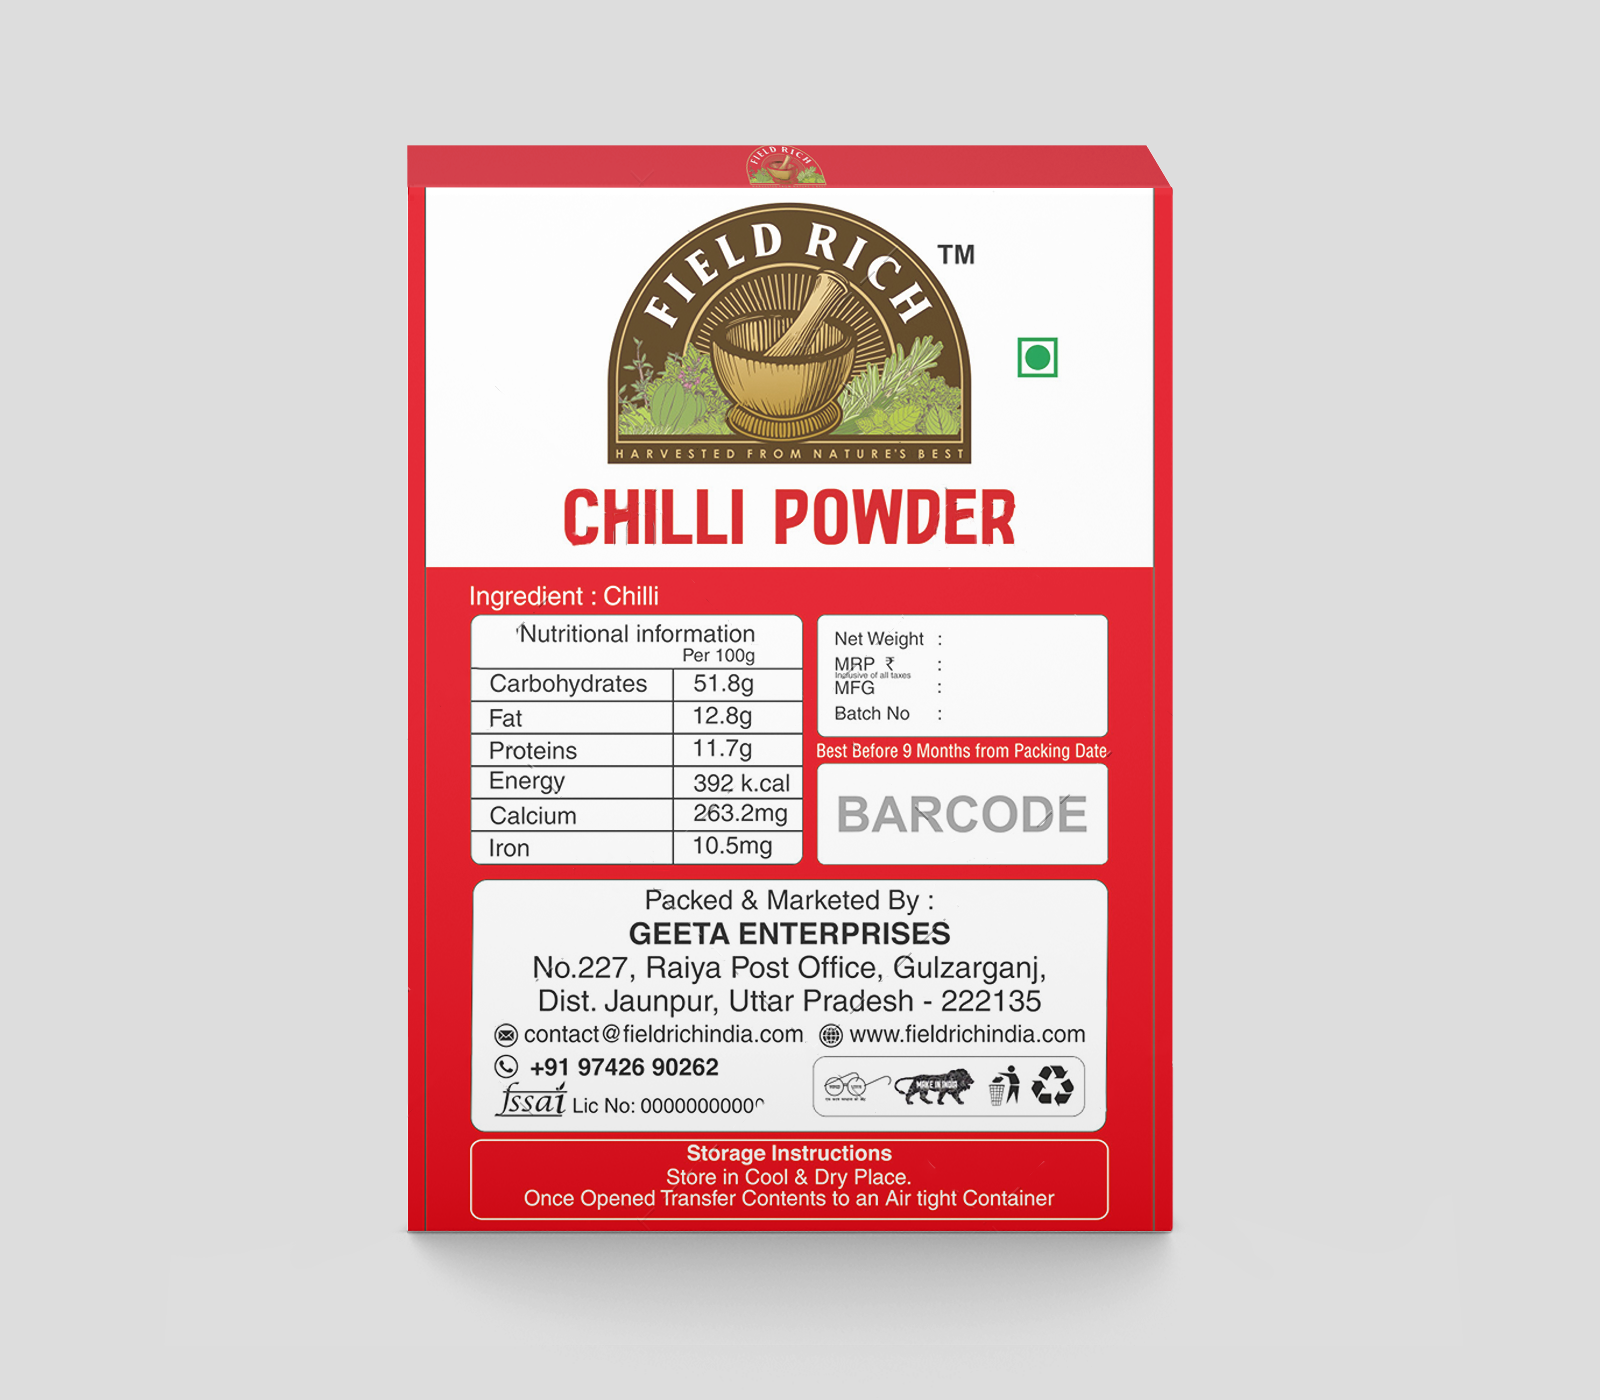 FIELD RICH
FIELD RICH
TM
HARVESTED FROM NATURE'S BEST
CHILLI POWDER
Ingredient : Chilli
Nutritional information
Per 100g
Carbohydrates 51.8g
Fat 12.8g
Proteins 11.7g
Energy 392 k.cal
Calcium 263.2mg
Iron 10.5mg
Net Weight :
MRP ₹ :
Inclusive of all taxes
MFG :
Batch No :
Best Before 9 Months from Packing Date
BARCODE
Packed & Marketed By :
GEETA ENTERPRISES
No.227, Raiya Post Office, Gulzarganj,
Dist. Jaunpur, Uttar Pradesh - 222135
contact@fieldrichindia.com www.fieldrichindia.com
+91 97426 90262
MAKE IN INDIA
fssai Lic No: 00000000000
Storage Instructions
Store in Cool & Dry Place.
Once Opened Transfer Contents to an Air tight Container